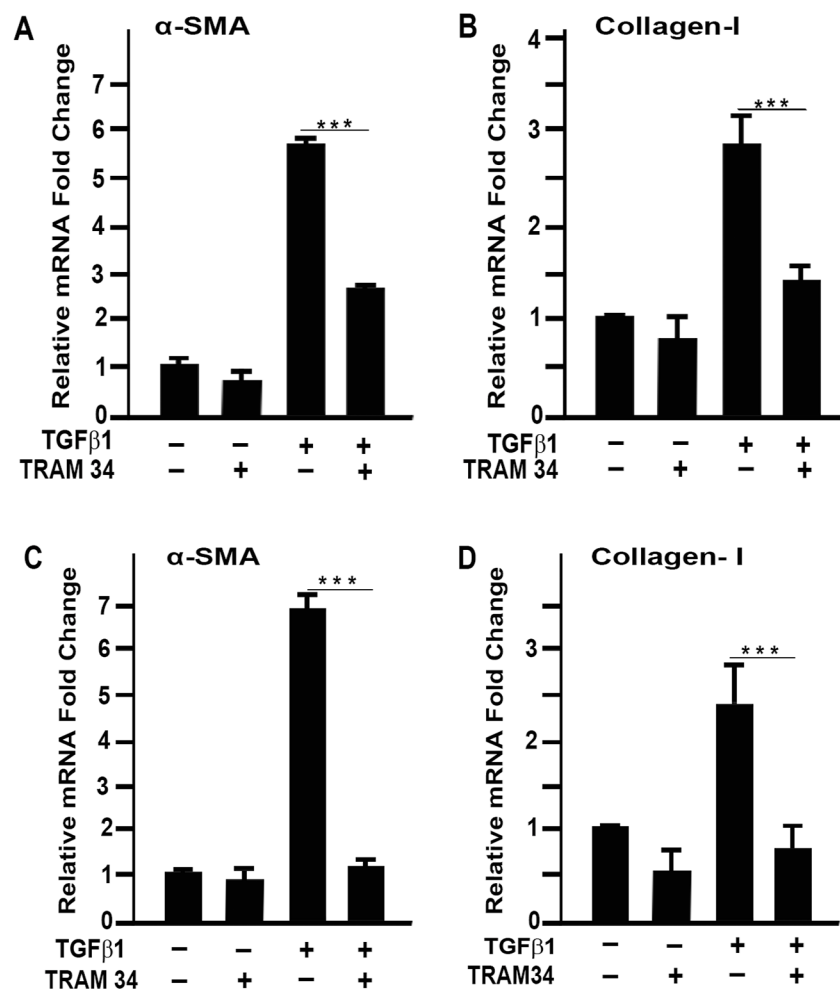 A α-SMA
Relative mRNA Fold Change
7
6
5
4
3
2
1
0
***
TGFβ1 – – + +
TRAM 34 – + – +
B Collagen-I
Relative mRNA Fold Change
4
3
2
1
0
***
TGFβ1 – – + +
TRAM 34 – + – +
C α-SMA
Relative mRNA Fold Change
7
6
5
4
3
2
1
0
***
TGFβ1 – – + +
TRAM 34 – + – +
D Collagen- I
Relative mRNA Fold Change
3
2
1
0
***
TGFβ1 – – + +
TRAM34 – + – +